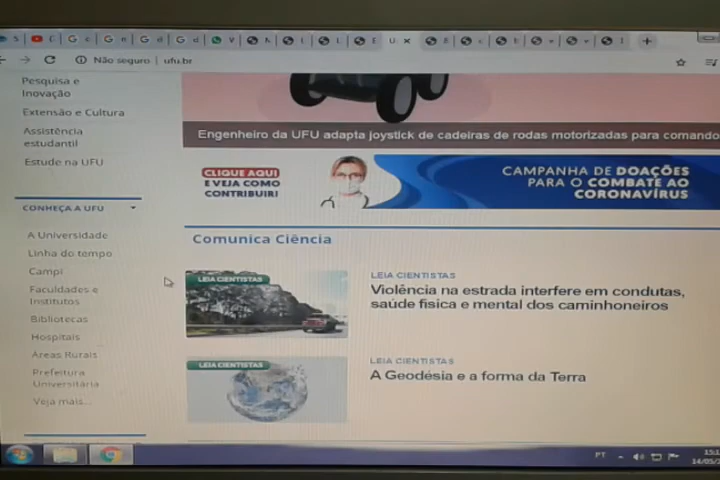 Não seguro | ufu.br
Pesquisa e
Inovação
Extensão e Cultura
Assistência
estudantil
Estude na UFU
CONHEÇA A UFU
A Universidade
Linha do tempo
Campi
Faculdades e
Institutos
Bibliotecas
Hospitais
Áreas Rurais
Prefeitura
Universitária
Veja mais...
Engenheiro da UFU adapta joystick de cadeiras de rodas motorizadas para comando
CLIQUE AQUI
E VEJA COMO
CONTRIBUIR!
CAMPANHA DE DOAÇÕES
PARA O COMBATE AO
CORONAVÍRUS
Comunica Ciência
LEIA CIENTISTAS
LEIA CIENTISTAS
Violência na estrada interfere em condutas,
saúde física e mental dos caminhoneiros
LEIA CIENTISTAS
LEIA CIENTISTAS
A Geodésia e a forma da Terra
PT